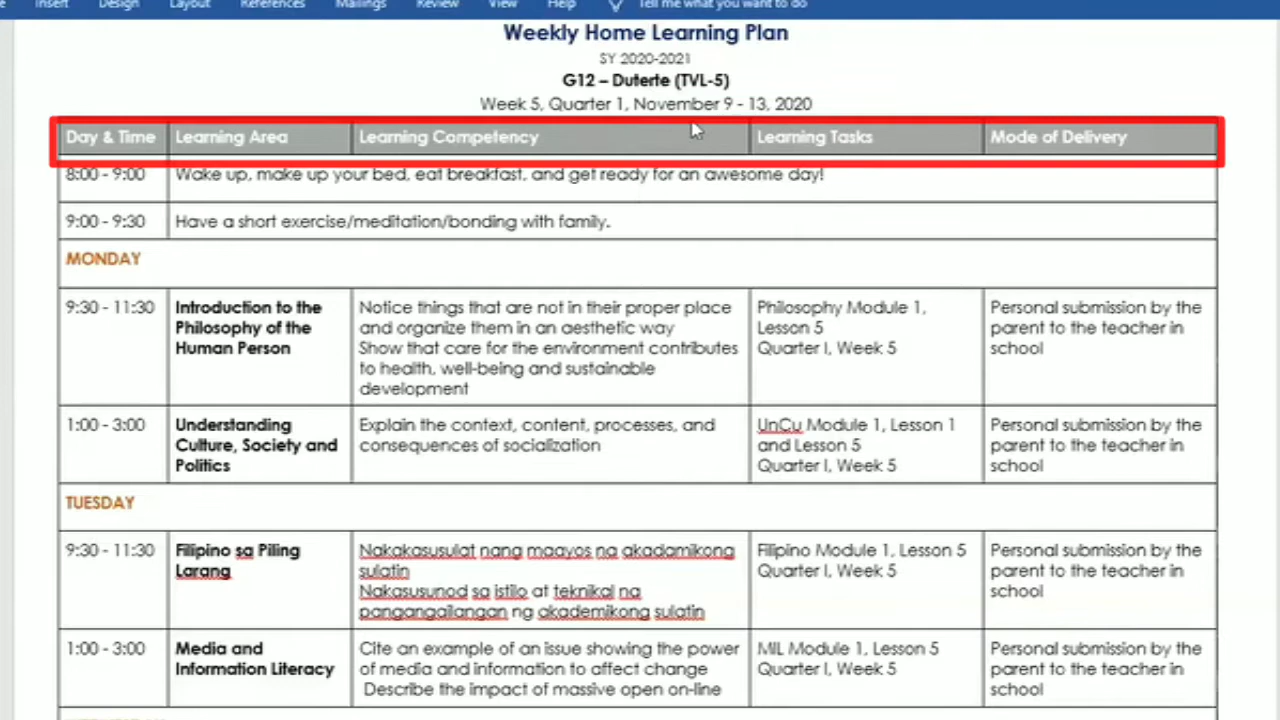 Insert Design Layout References Mailings Review View Help Tell me what you want to do
Weekly Home Learning Plan
SY 2020-2021
G12 – Duterte (TVL-5)
Week 5, Quarter 1, November 9 - 13, 2020
Day & Time Learning Area Learning Competency Learning Tasks Mode of Delivery
8:00 - 9:00 Wake up, make up your bed, eat breakfast, and get ready for an awesome day!
9:00 - 9:30 Have a short exercise/meditation/bonding with family.
MONDAY
9:30 - 11:30 Introduction to the Notice things that are not in their proper place Philosophy Module 1, Personal submission by the
Philosophy of the and organize them in an aesthetic way Lesson 5 parent to the teacher in
Human Person Show that care for the environment contributes Quarter I, Week 5 school
to health, well-being and sustainable
development
1:00 - 3:00 Understanding Explain the context, content, processes, and UnCu Module 1, Lesson 1 Personal submission by the
Culture, Society and consequences of socialization and Lesson 5 parent to the teacher in
Politics Quarter I, Week 5 school
TUESDAY
9:30 - 11:30 Filipino sa Piling Nakakasusulat nang maayos na akadamikong Filipino Module 1, Lesson 5 Personal submission by the
Larang sulatin Quarter I, Week 5 parent to the teacher in
Nakasusunod sa istilo at teknikal na school
pangangailangan ng akademikong sulatin
1:00 - 3:00 Media and Cite an example of an issue showing the power MIL Module 1, Lesson 5 Personal submission by the
Information Literacy of media and information to affect change Quarter I, Week 5 parent to the teacher in
Describe the impact of massive open on-line school